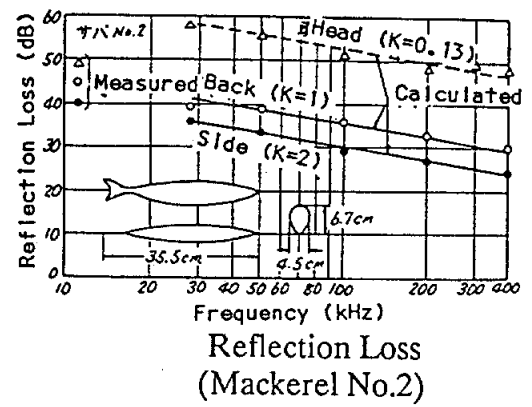 Reflection Loss (dB)
60
50
40
30
20
10
0
サバNo.2
Head (K=0.13)
Measured
Back (K=1)
Calculated
Side (K=2)
6.7cm
35.5cm
4.5cm
10 20 30 40 50 60 80 100 200 300 400
Frequency (kHz)
Reflection Loss
(Mackerel No.2)